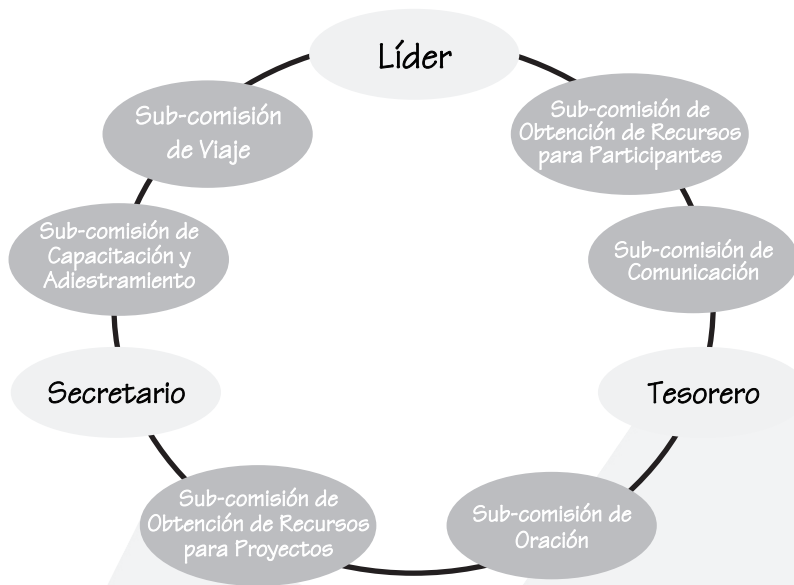 Líder
Sub-comisión de
Obtención de Recursos
para Participantes
Sub-comisión de
Comunicación
Tesorero
Sub-comisión de
Oración
Sub-comisión de
Obtención de Recursos
para Proyectos
Secretario
Sub-comisión de
Capacitación y
Adiestramiento
Sub-comisión
de Viaje